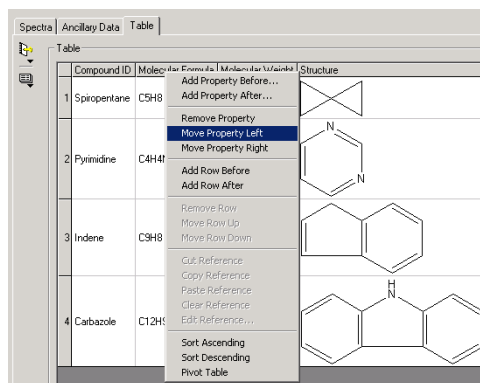 Spectra Ancillary Data Table
Table
Compound ID Molecular Formula Molecular Weight Structure
1 Spiropentane C5H8
2 Pyrimidine C4H4
N
N
3 Indene C9H8
4 Carbazole C12H
H
N
Add Property Before...
Add Property After...
Remove Property
Move Property Left
Move Property Right
Add Row Before
Add Row After
Remove Row
Move Row Up
Move Row Down
Cut Reference
Copy Reference
Paste Reference
Clear Reference
Edit Reference...
Sort Ascending
Sort Descending
Pivot Table